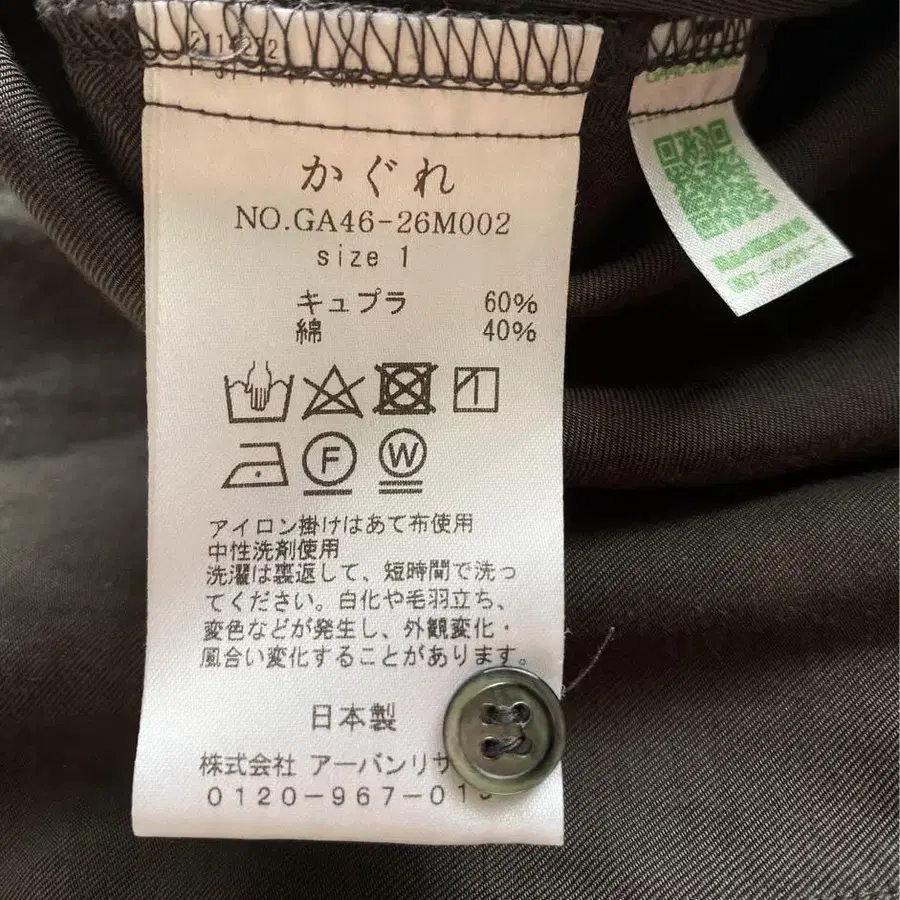 かぐれ
NO.GA46-26M002
size 1
キュプラ 60%
綿 40%
F W
アイロン掛けはあて布使用
中性洗剤使用
洗濯は裏返して、短時間で洗っ
てください。白化や毛羽立ち、
変色などが発生し、外観変化・
風合い変化することがあります。
日本製
株式会社 アーバンリサ
0120-967-01